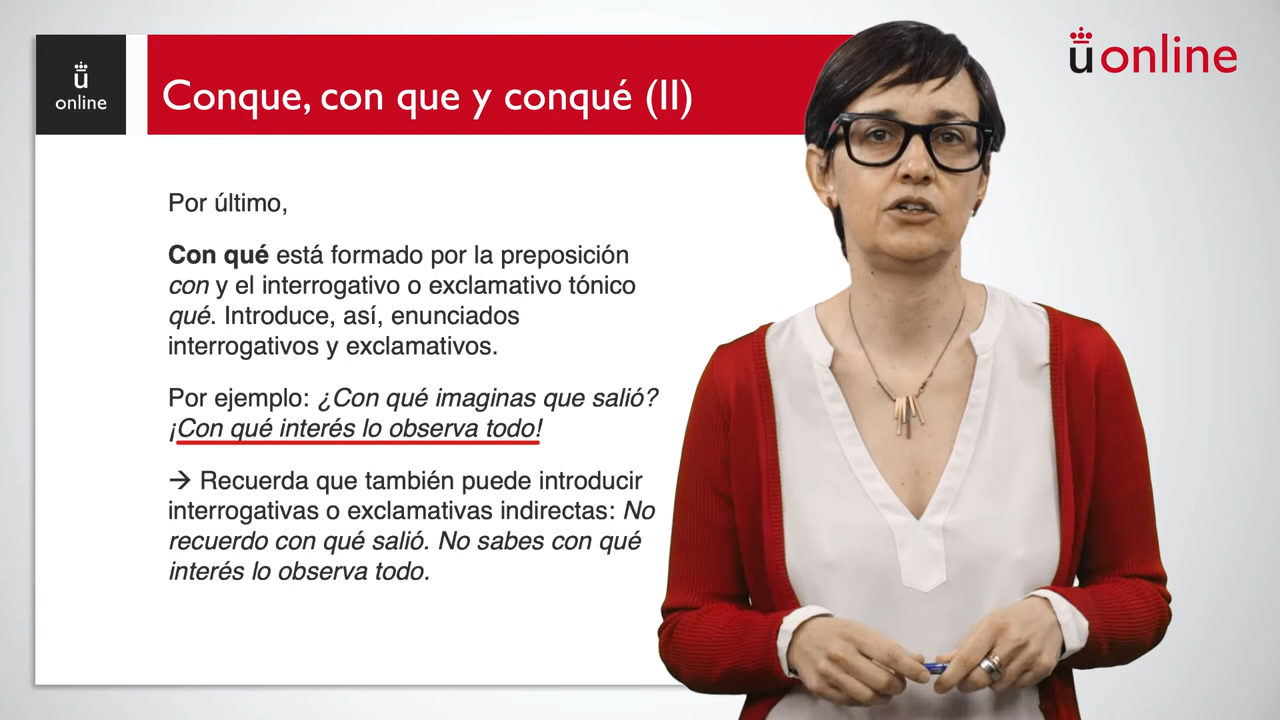 ü
online
Conque, con que y conqué (II)
üonline
Por último,
Con qué está formado por la preposición
con y el interrogativo o exclamativo tónico
qué. Introduce, así, enunciados
interrogativos y exclamativos.
Por ejemplo: ¿Con qué imaginas que salió?
¡Con qué interés lo observa todo!
→ Recuerda que también puede introducir
interrogativas o exclamativas indirectas: No
recuerdo con qué salió. No sabes con qué
interés lo observa todo.